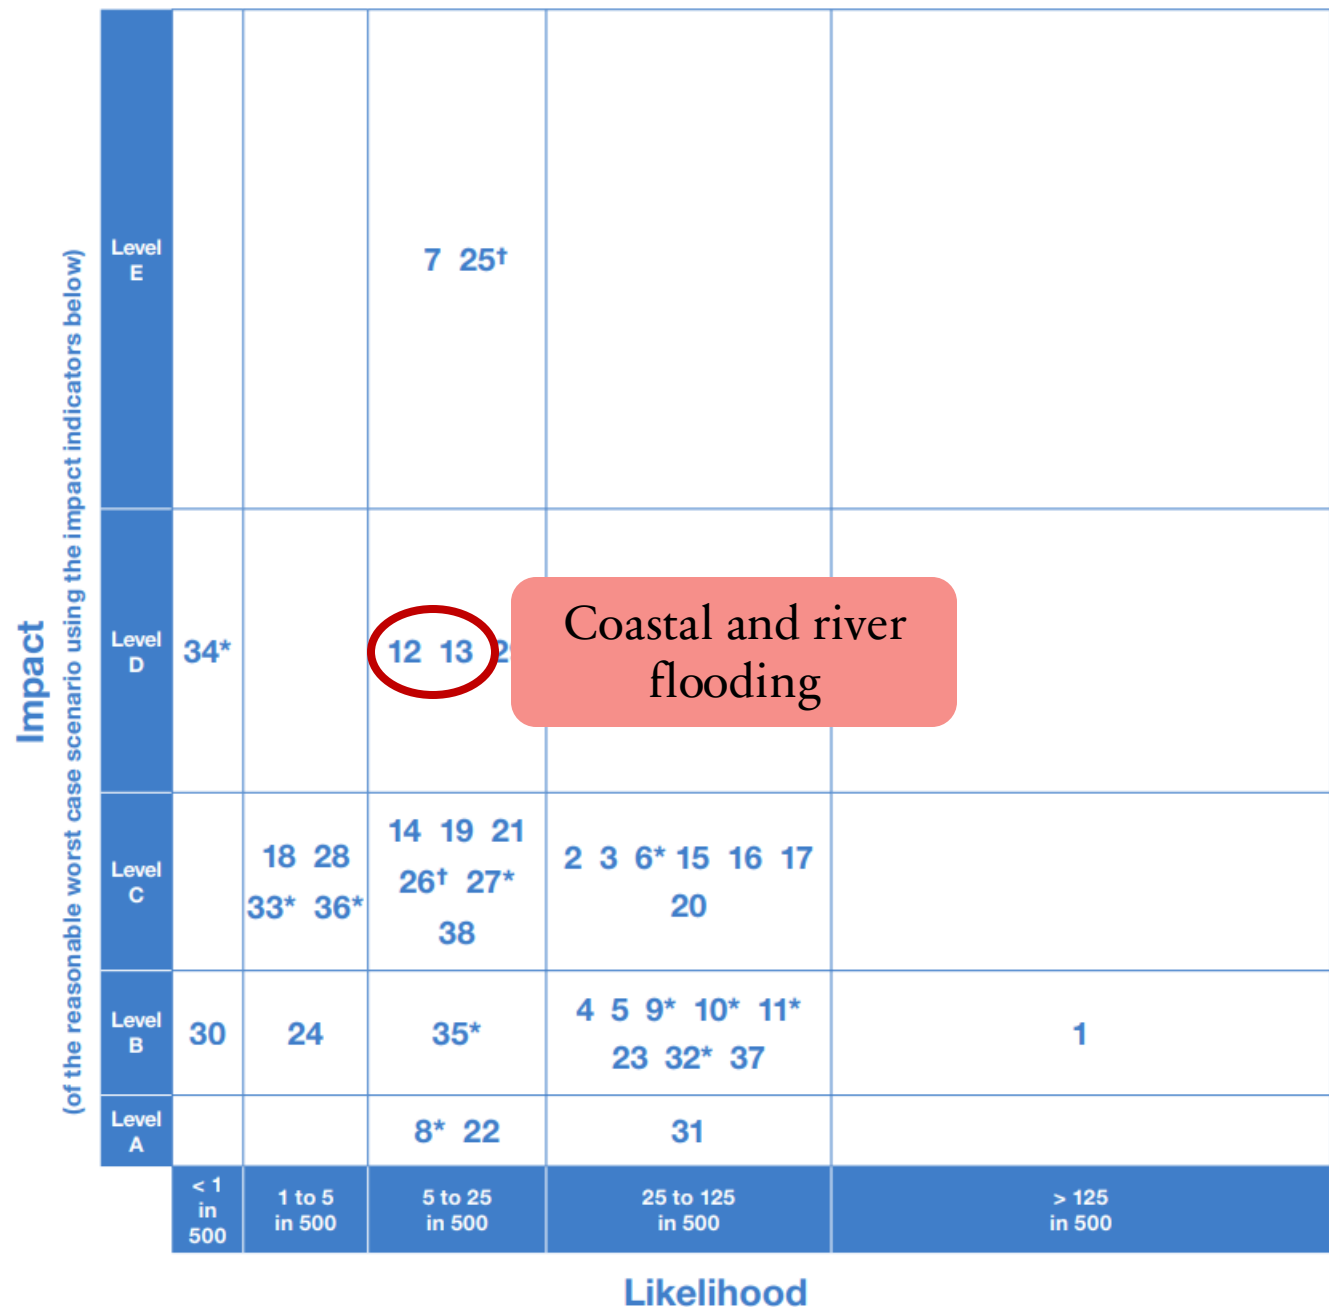 Impact
(of the reasonable worst case scenario using the impact indicators below)
Level
E
7 25†
Level
D
34*
12 13
Coastal and river
flooding
Level
C
18 28
33* 36*
14 19 21
26† 27*
38
2 3 6* 15 16 17
20
Level
B
30
24
35*
4 5 9* 10* 11*
23 32* 37
1
Level
A
8* 22
31
< 1
in
500
1 to 5
in 500
5 to 25
in 500
25 to 125
in 500
> 125
in 500
Likelihood